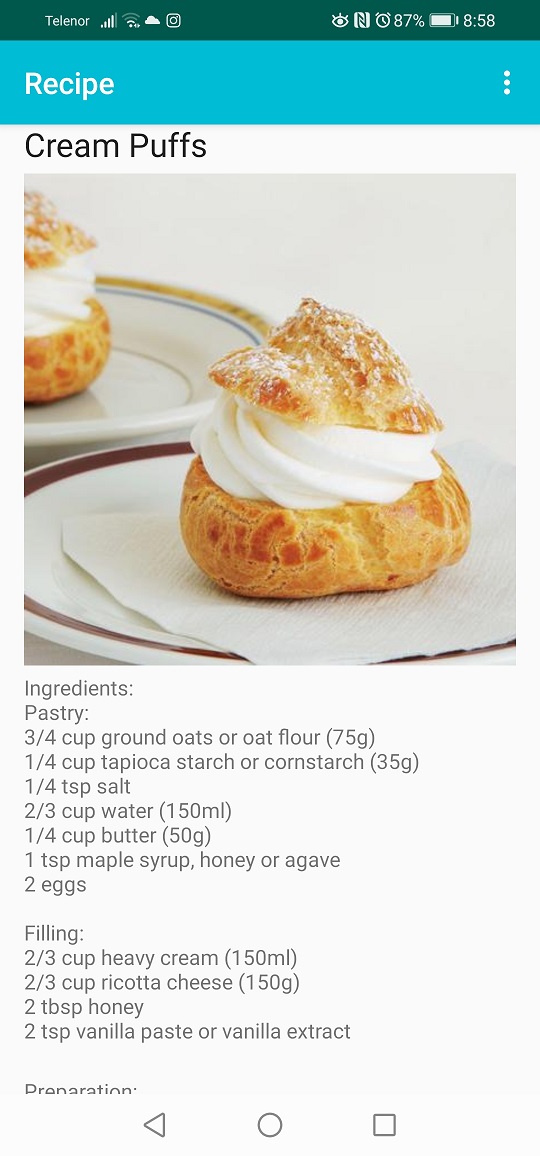 Telenor 87% 8:58
Recipe
Cream Puffs
Ingredients:
Pastry:
3/4 cup ground oats or oat flour (75g)
1/4 cup tapioca starch or cornstarch (35g)
1/4 tsp salt
2/3 cup water (150ml)
1/4 cup butter (50g)
1 tsp maple syrup, honey or agave
2 eggs
Filling:
2/3 cup heavy cream (150ml)
2/3 cup ricotta cheese (150g)
2 tbsp honey
2 tsp vanilla paste or vanilla extract
Preparation: